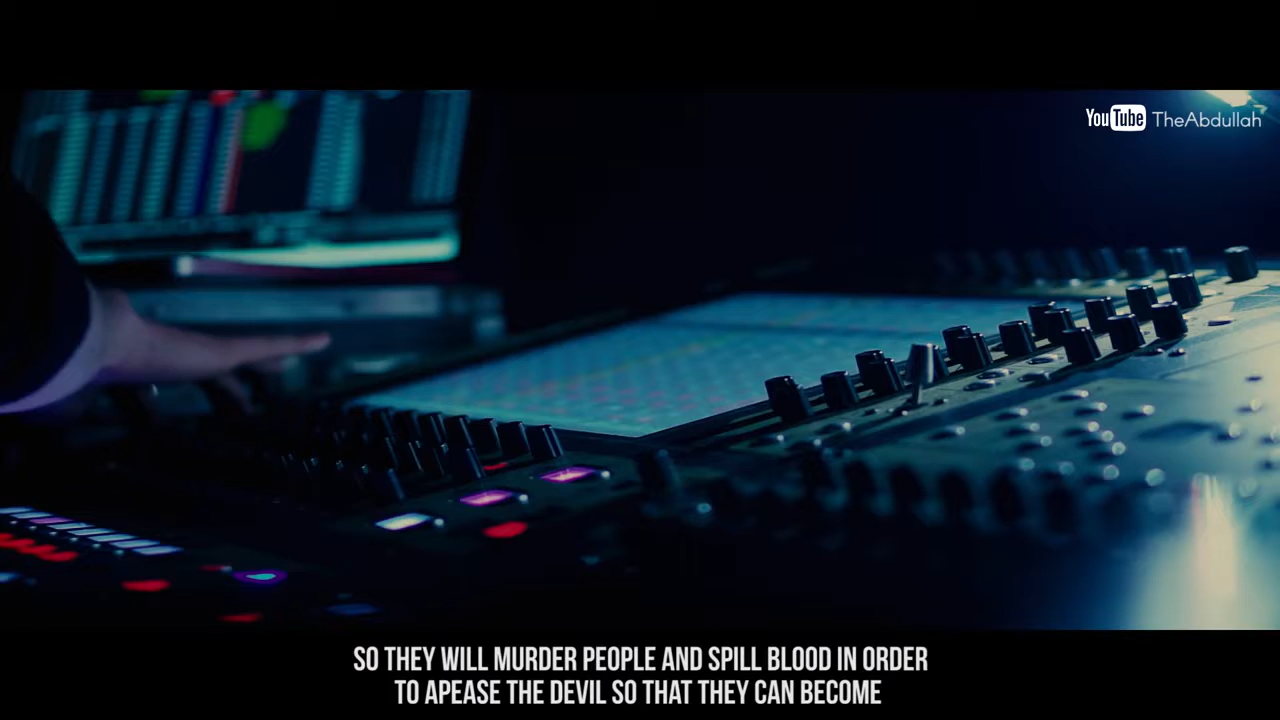 YouTube TheAbdullah
SO THEY WILL MURDER PEOPLE AND SPILL BLOOD IN ORDER
TO APEASE THE DEVIL SO THAT THEY CAN BECOME